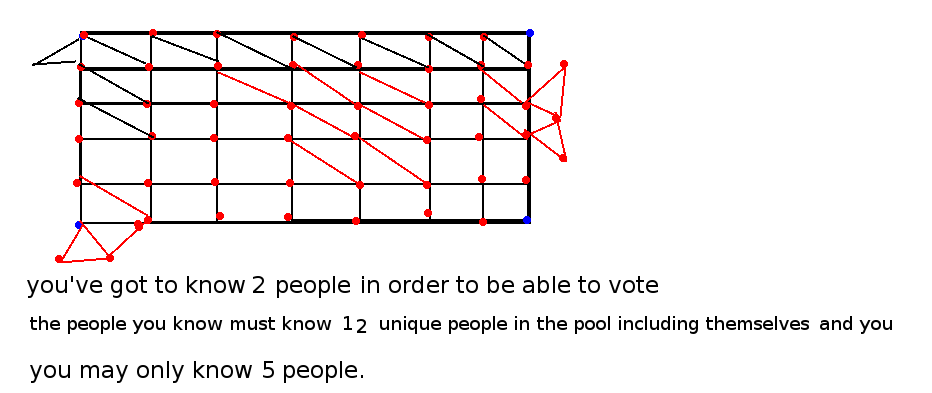 you've got to know 2 people in order to be able to vote
the people you know must know 12 unique people in the pool including themselves and you
you may only know 5 people.